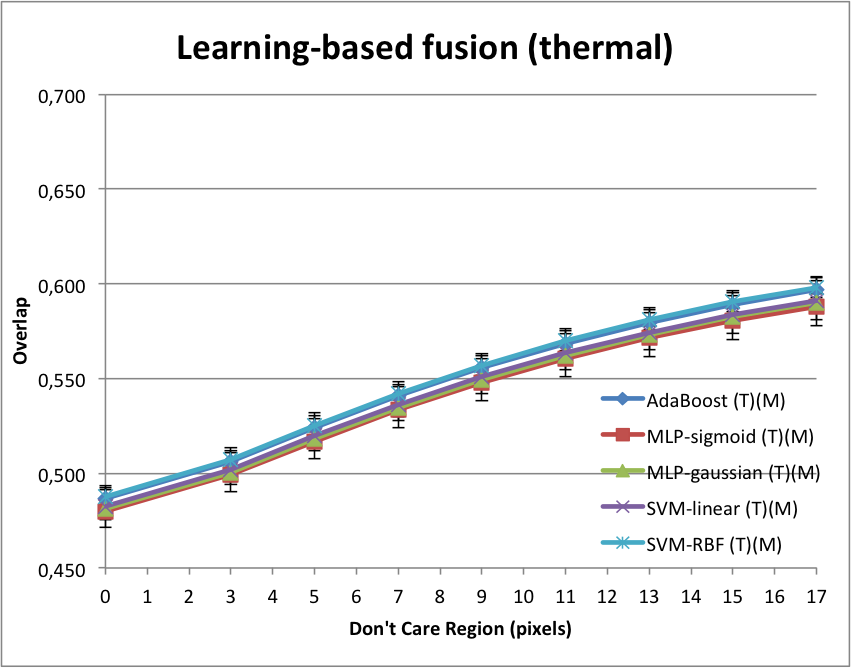 Learning-based fusion (thermal)
0,700
0,650
0,600
0,550
0,500
0,450
Overlap
AdaBoost (T)(M)
MLP-sigmoid (T)(M)
MLP-gaussian (T)(M)
SVM-linear (T)(M)
SVM-RBF (T)(M)
0 1 2 3 4 5 6 7 8 9 10 11 12 13 14 15 16 17
Don't Care Region (pixels)